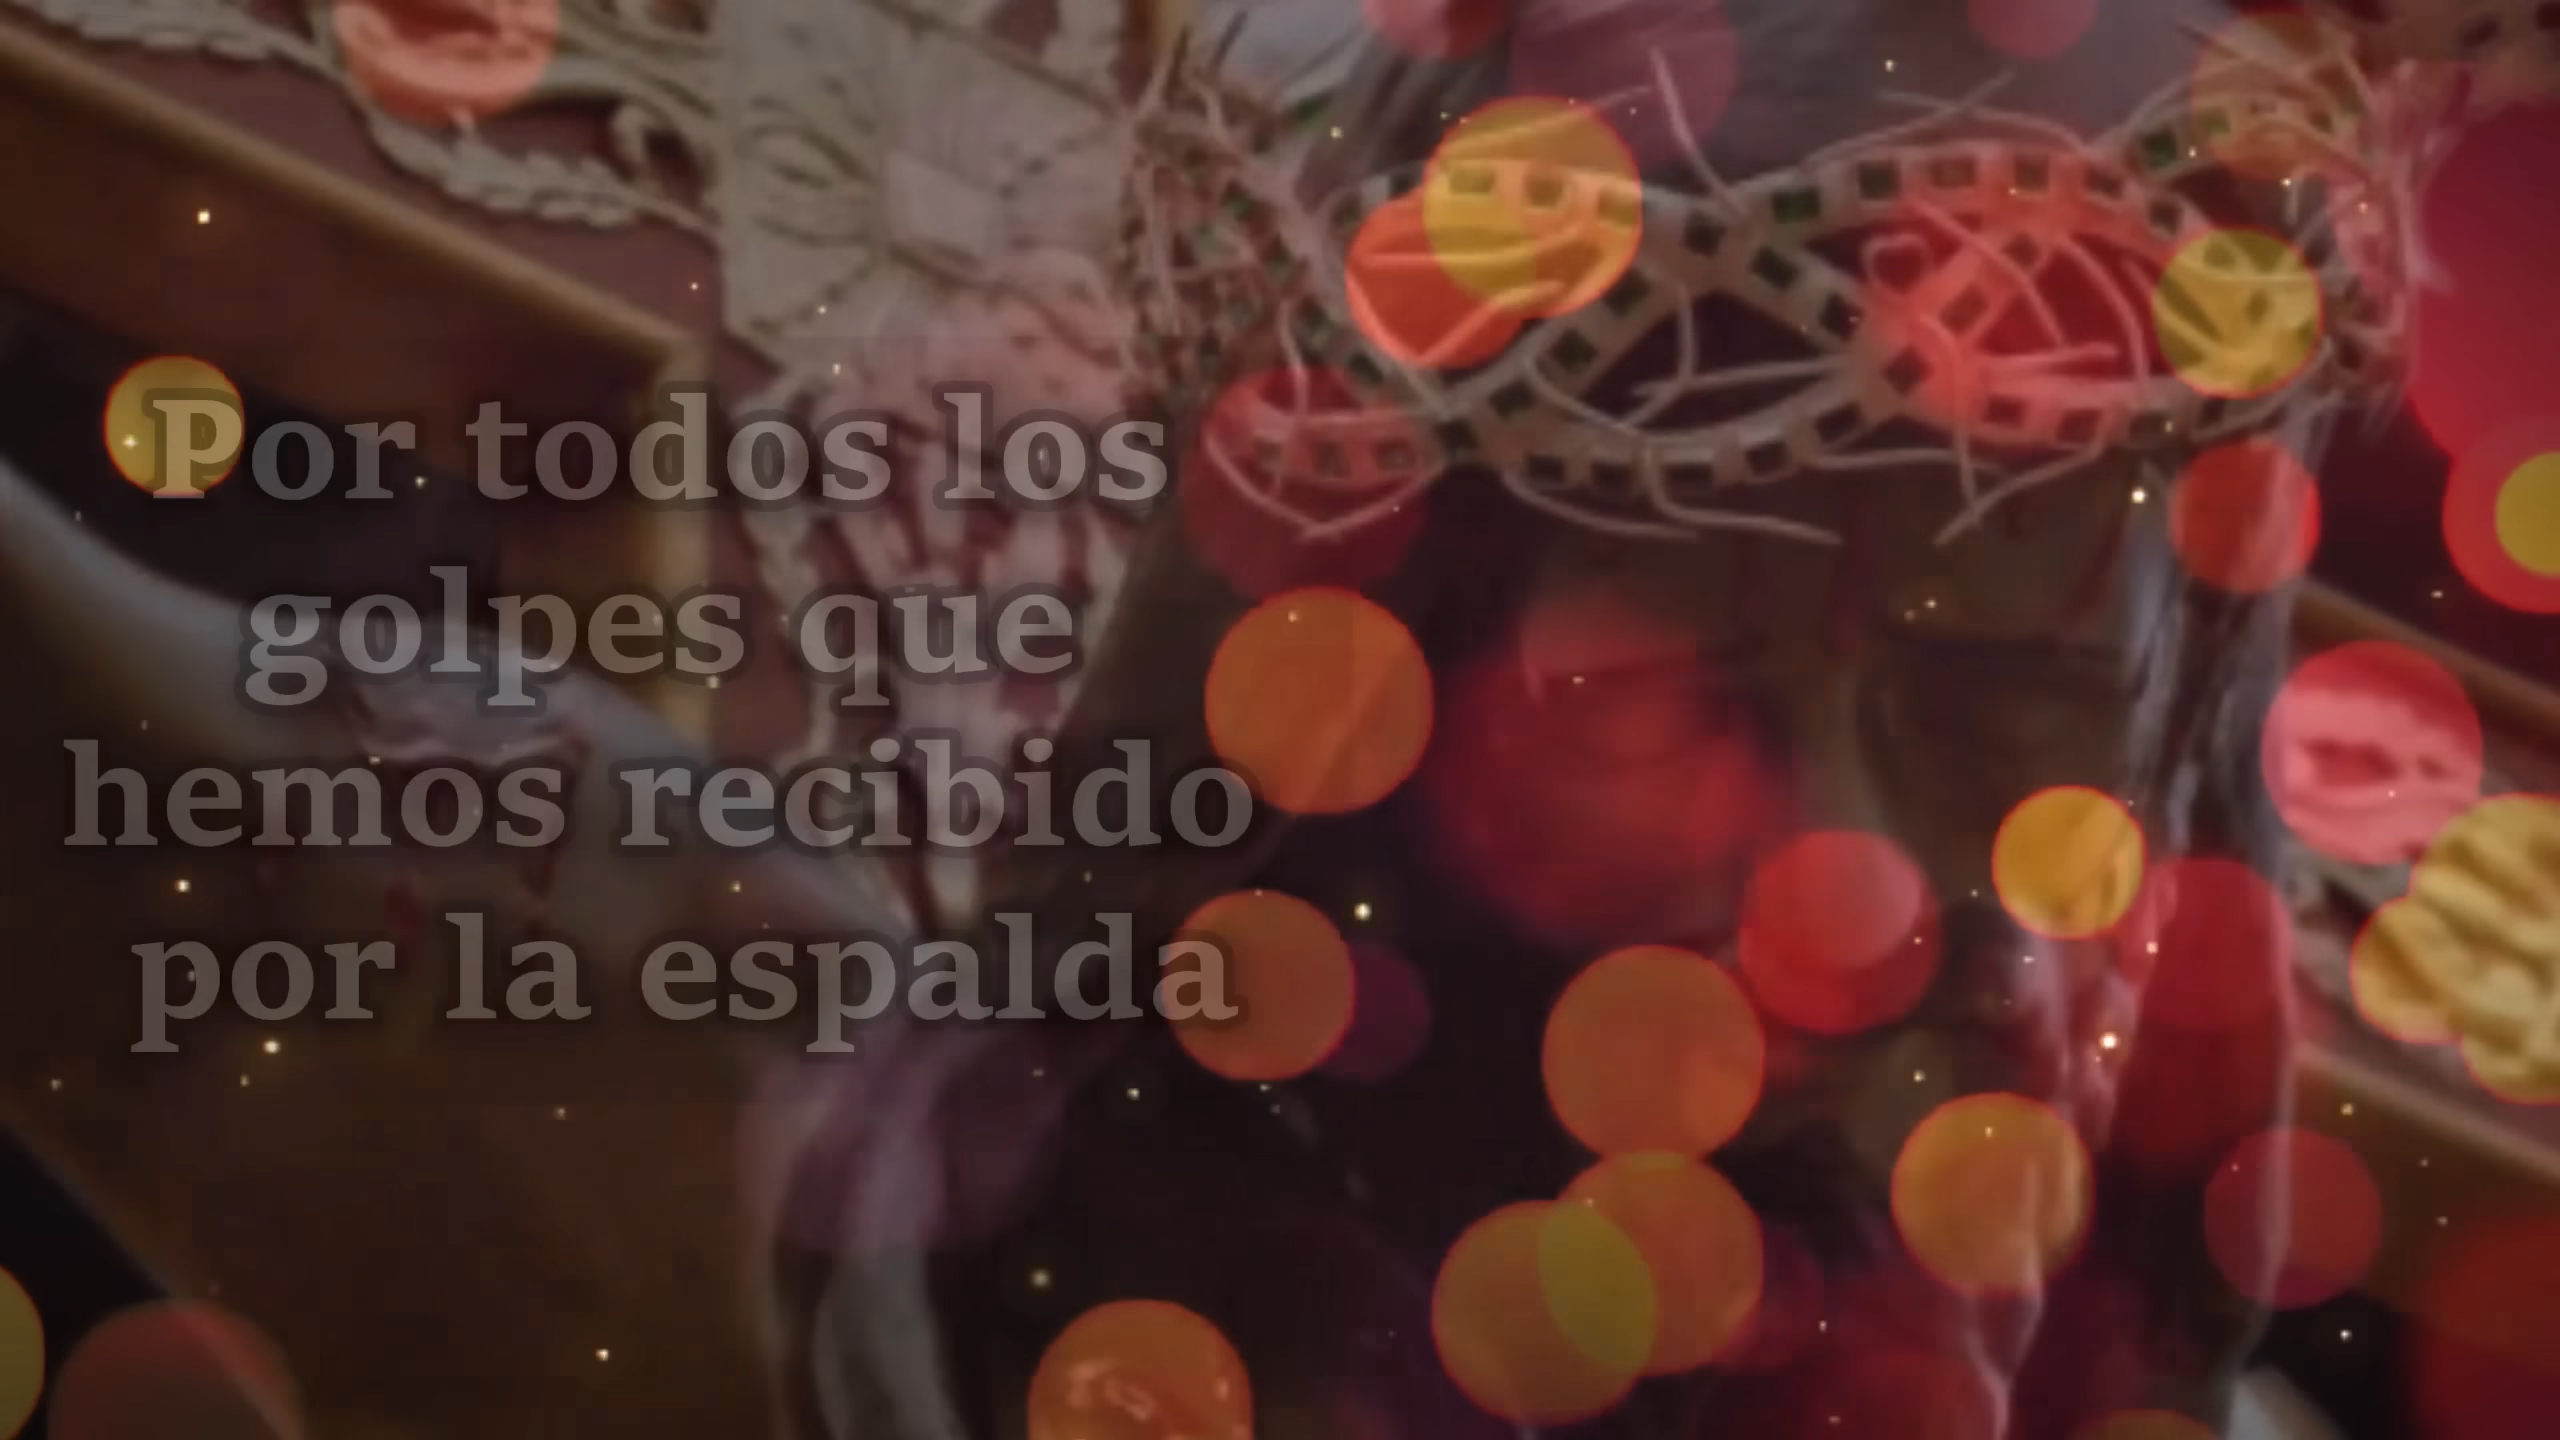 Por todos los
golpes que
hemos recibido
por la espalda